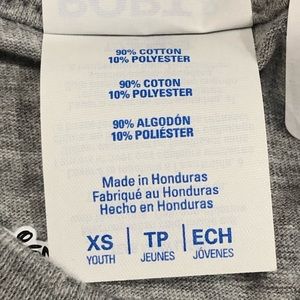 90% COTTON
10% POLYESTER
90% COTON
10% POLYESTER
90% ALGODÓN
10% POLIÉSTER
Made in Honduras
Fabriqué au Honduras
Hecho en Honduras
XS | TP | ECH
YOUTH JEUNES JÓVENES